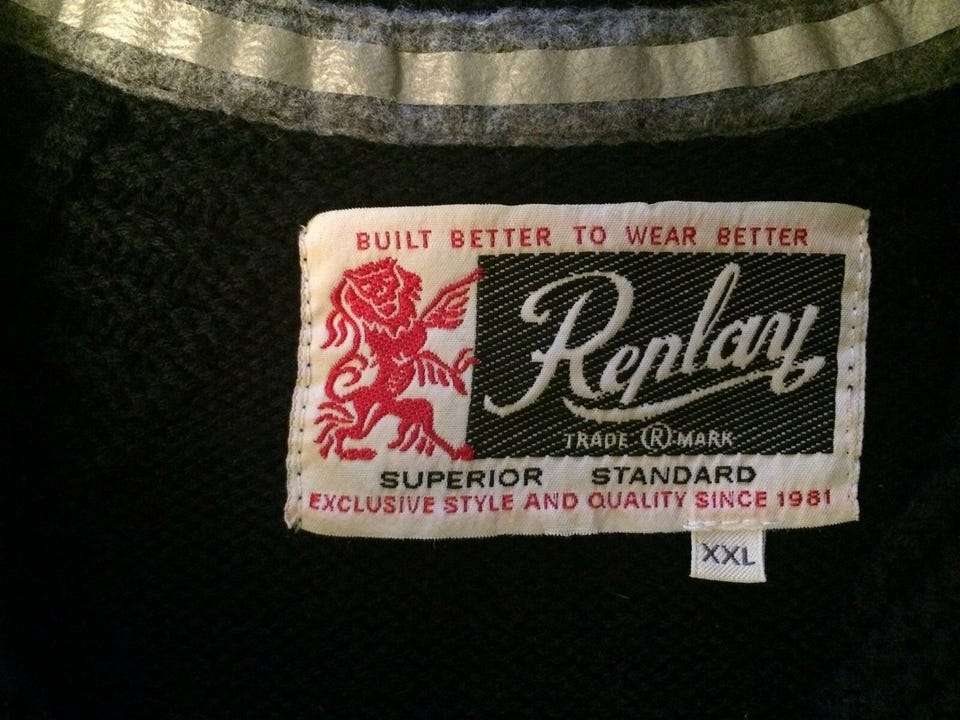 BUILT BETTER TO WEAR BETTER
Replay
TRADE ® MARK
SUPERIOR STANDARD
EXCLUSIVE STYLE AND QUALITY SINCE 1981
XXL